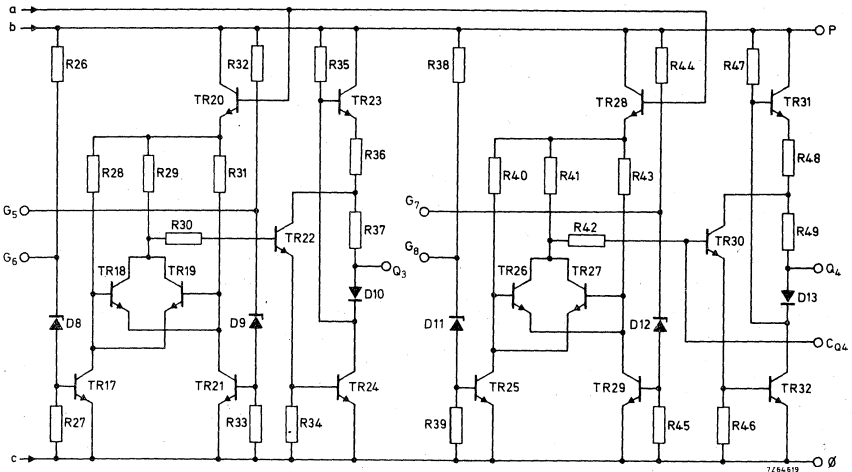 a
b
P
R26
R32
R35
R38
R44
R47
TR20
TR23
TR28
TR31
R28
R29
R31
R36
R40
R41
R43
R48
G5
G7
R30
R37
R42
R49
TR22
TR30
G6
G8
Q3
Q4
TR18
TR19
TR26
TR27
D8
D9
D10
D11
D12
D13
CQ4
TR17
TR21
TR24
TR25
TR29
TR32
R27
R33
R34
R39
R45
R46
c
Ø
7Z64619